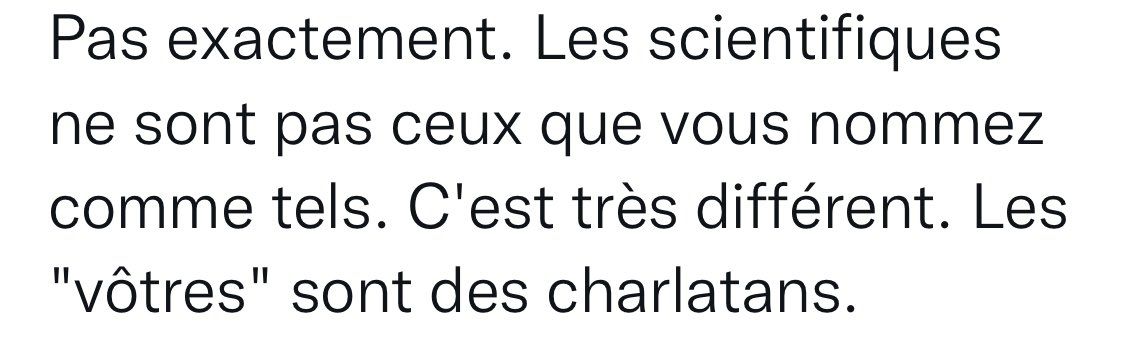 Pas exactement. Les scientifiques
ne sont pas ceux que vous nommez
comme tels. C'est très différent. Les
"vôtres" sont des charlatans.